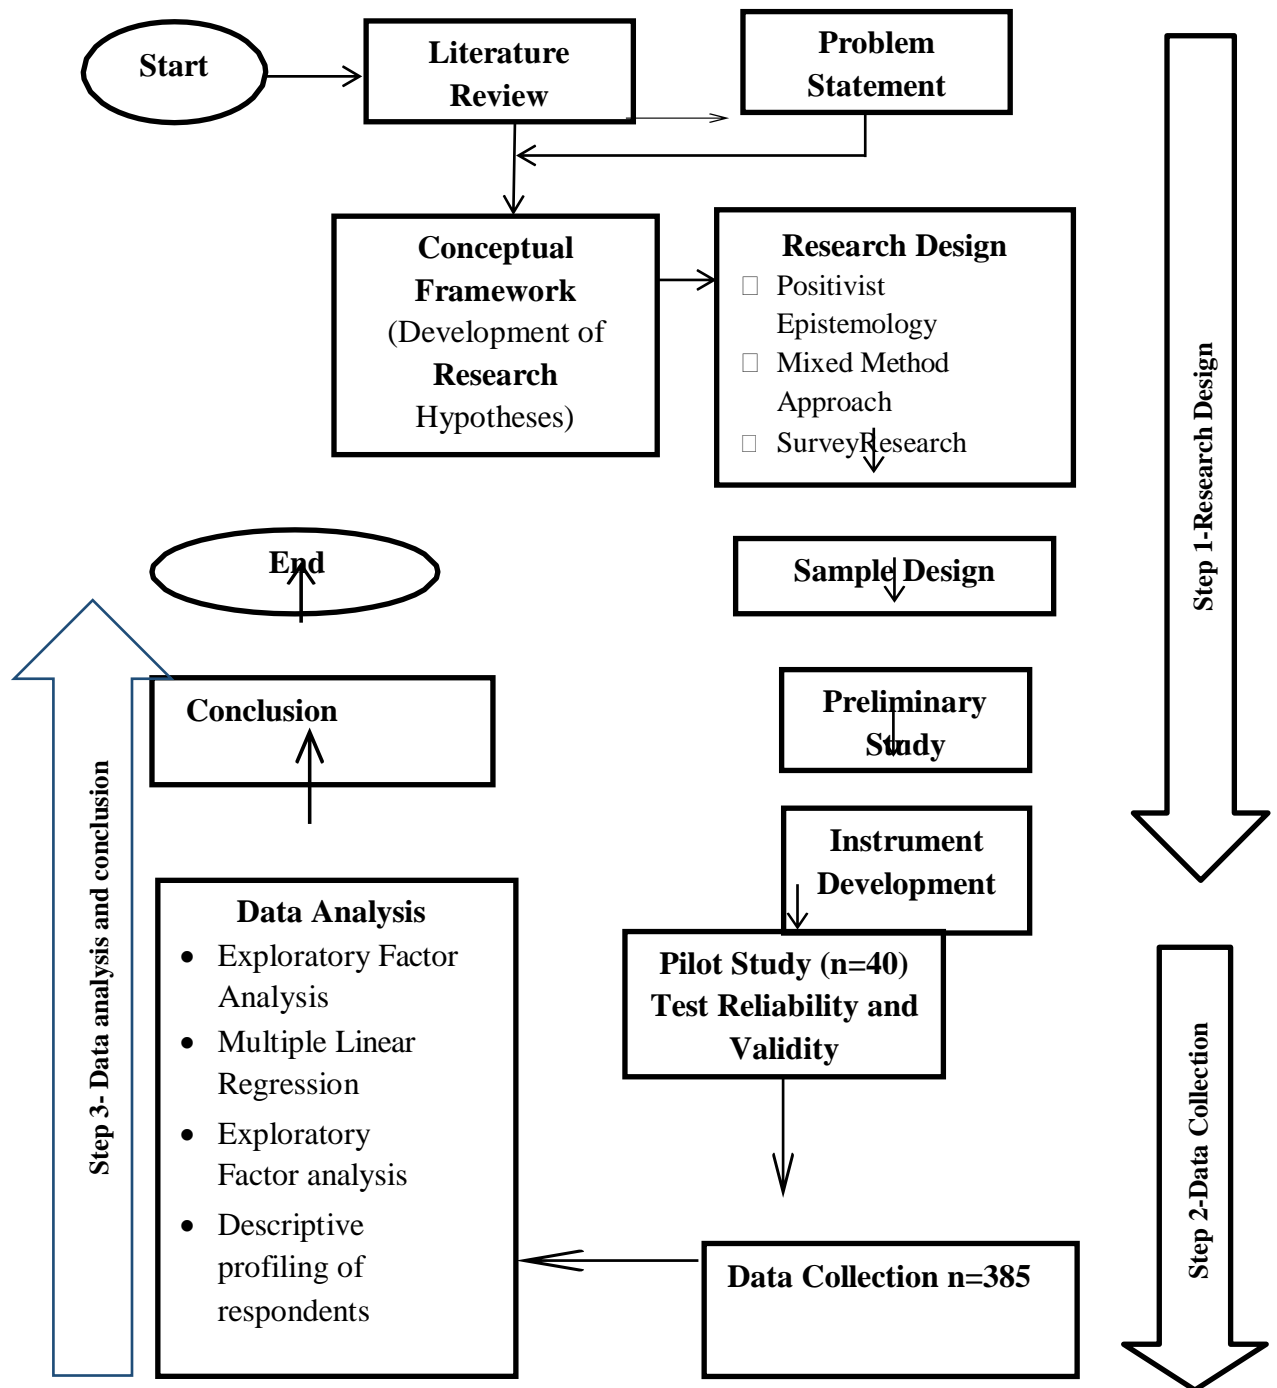 Start
Literature
Review
Problem
Statement
Conceptual
Framework
(Development of
Research
Hypotheses)
Research Design
Positivist
Epistemology
Mixed Method
Approach
SurveyResearch
Step 1-Research Design
End
Sample Design
Conclusion
Preliminary
Study
Instrument
Development
Step 3- Data analysis and conclusion
Data Analysis
• Exploratory Factor
Analysis
• Multiple Linear
Regression
• Exploratory
Factor analysis
• Descriptive
profiling of
respondents
Pilot Study (n=40)
Test Reliability and
Validity
Data Collection n=385
Step 2-Data Collection